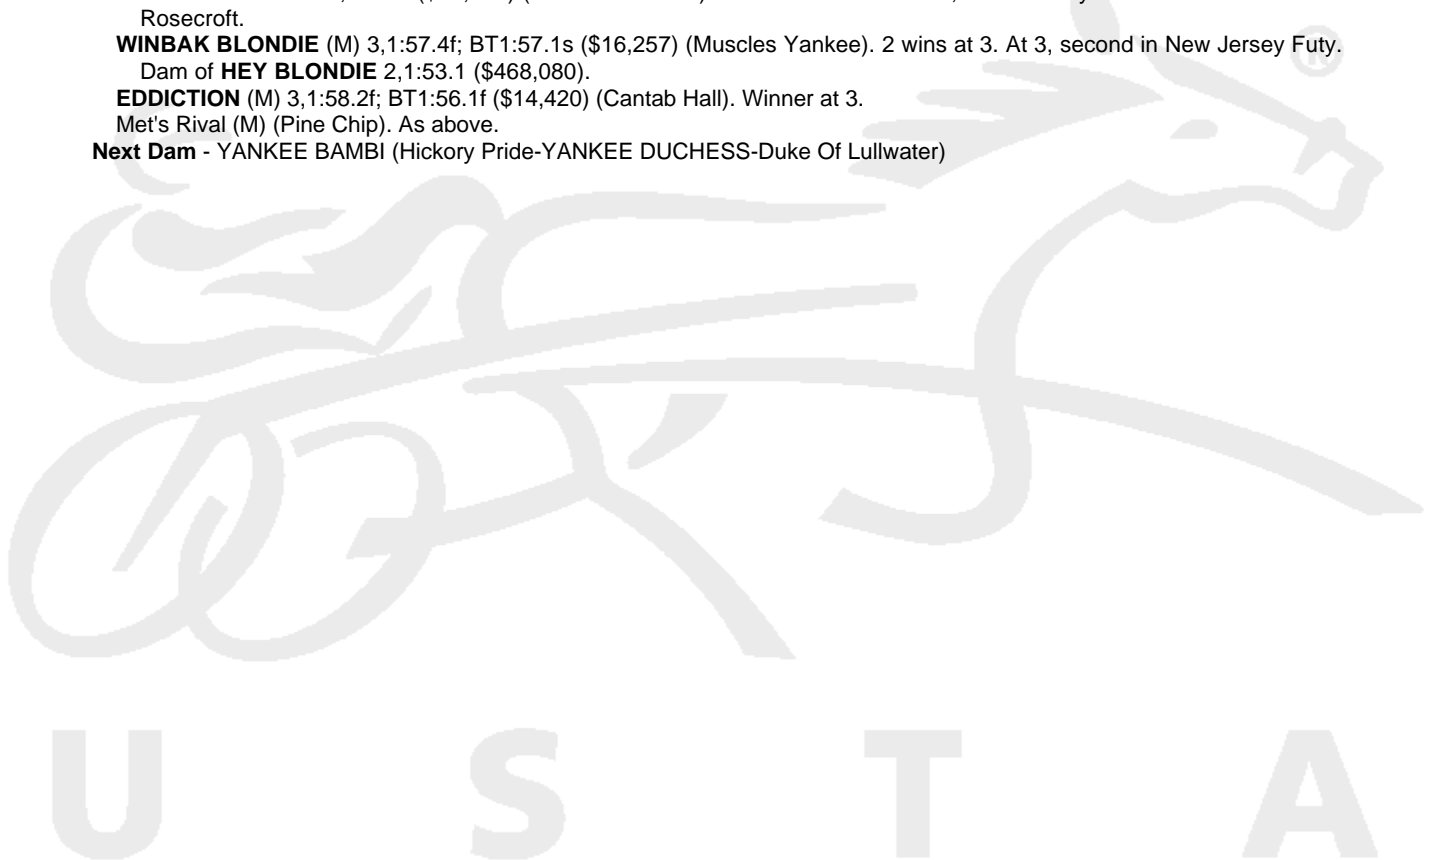 Rosecroft.
WINBAK BLONDIE (M) 3,1:57.4f; BT1:57.1s ($16,257) (Muscles Yankee). 2 wins at 3. At 3, second in New Jersey Futy.
Dam of HEY BLONDIE 2,1:53.1 ($468,080).
EDDICTION (M) 3,1:58.2f; BT1:56.1f ($14,420) (Cantab Hall). Winner at 3.
Met's Rival (M) (Pine Chip). As above.
Next Dam - YANKEE BAMBI (Hickory Pride-YANKEE DUCHESS-Duke Of Lullwater)
®
U S T A